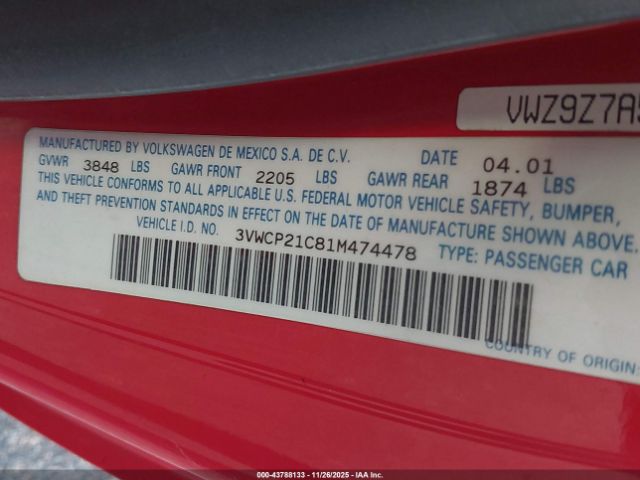 VWZ9Z7A5
MANUFACTURED BY VOLKSWAGEN DE MEXICO S.A. DE C.V. DATE 04.01
GVWR 3848 LBS GAWR FRONT 2205 LBS GAWR REAR 1874 LBS
THIS VEHICLE CONFORMS TO ALL APPLICABLE U.S. FEDERAL MOTOR VEHICLE SAFETY, BUMPER,
AND THEFT PREVENTION STANDARDS IN EFFECT ON THE DATE OF MANUFACTURE SHOWN ABOVE.
VEHICLE I.D. NO. 3VWCP21C81M474478 TYPE: PASSENGER CAR
COUNTRY OF ORIGIN:
000-43788133 - 11/26/2025 - IAA Inc.